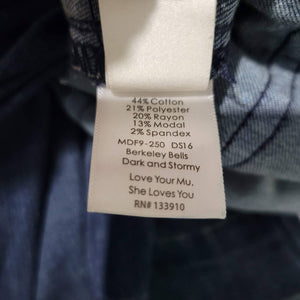 44% Cotton
21% Polyester
20% Rayon
13% Modal
2% Spandex
MDF9-250 DS16
Berkeley Bells
Dark and Stormy
Love Your Mu.
She Loves You
RN# 133910